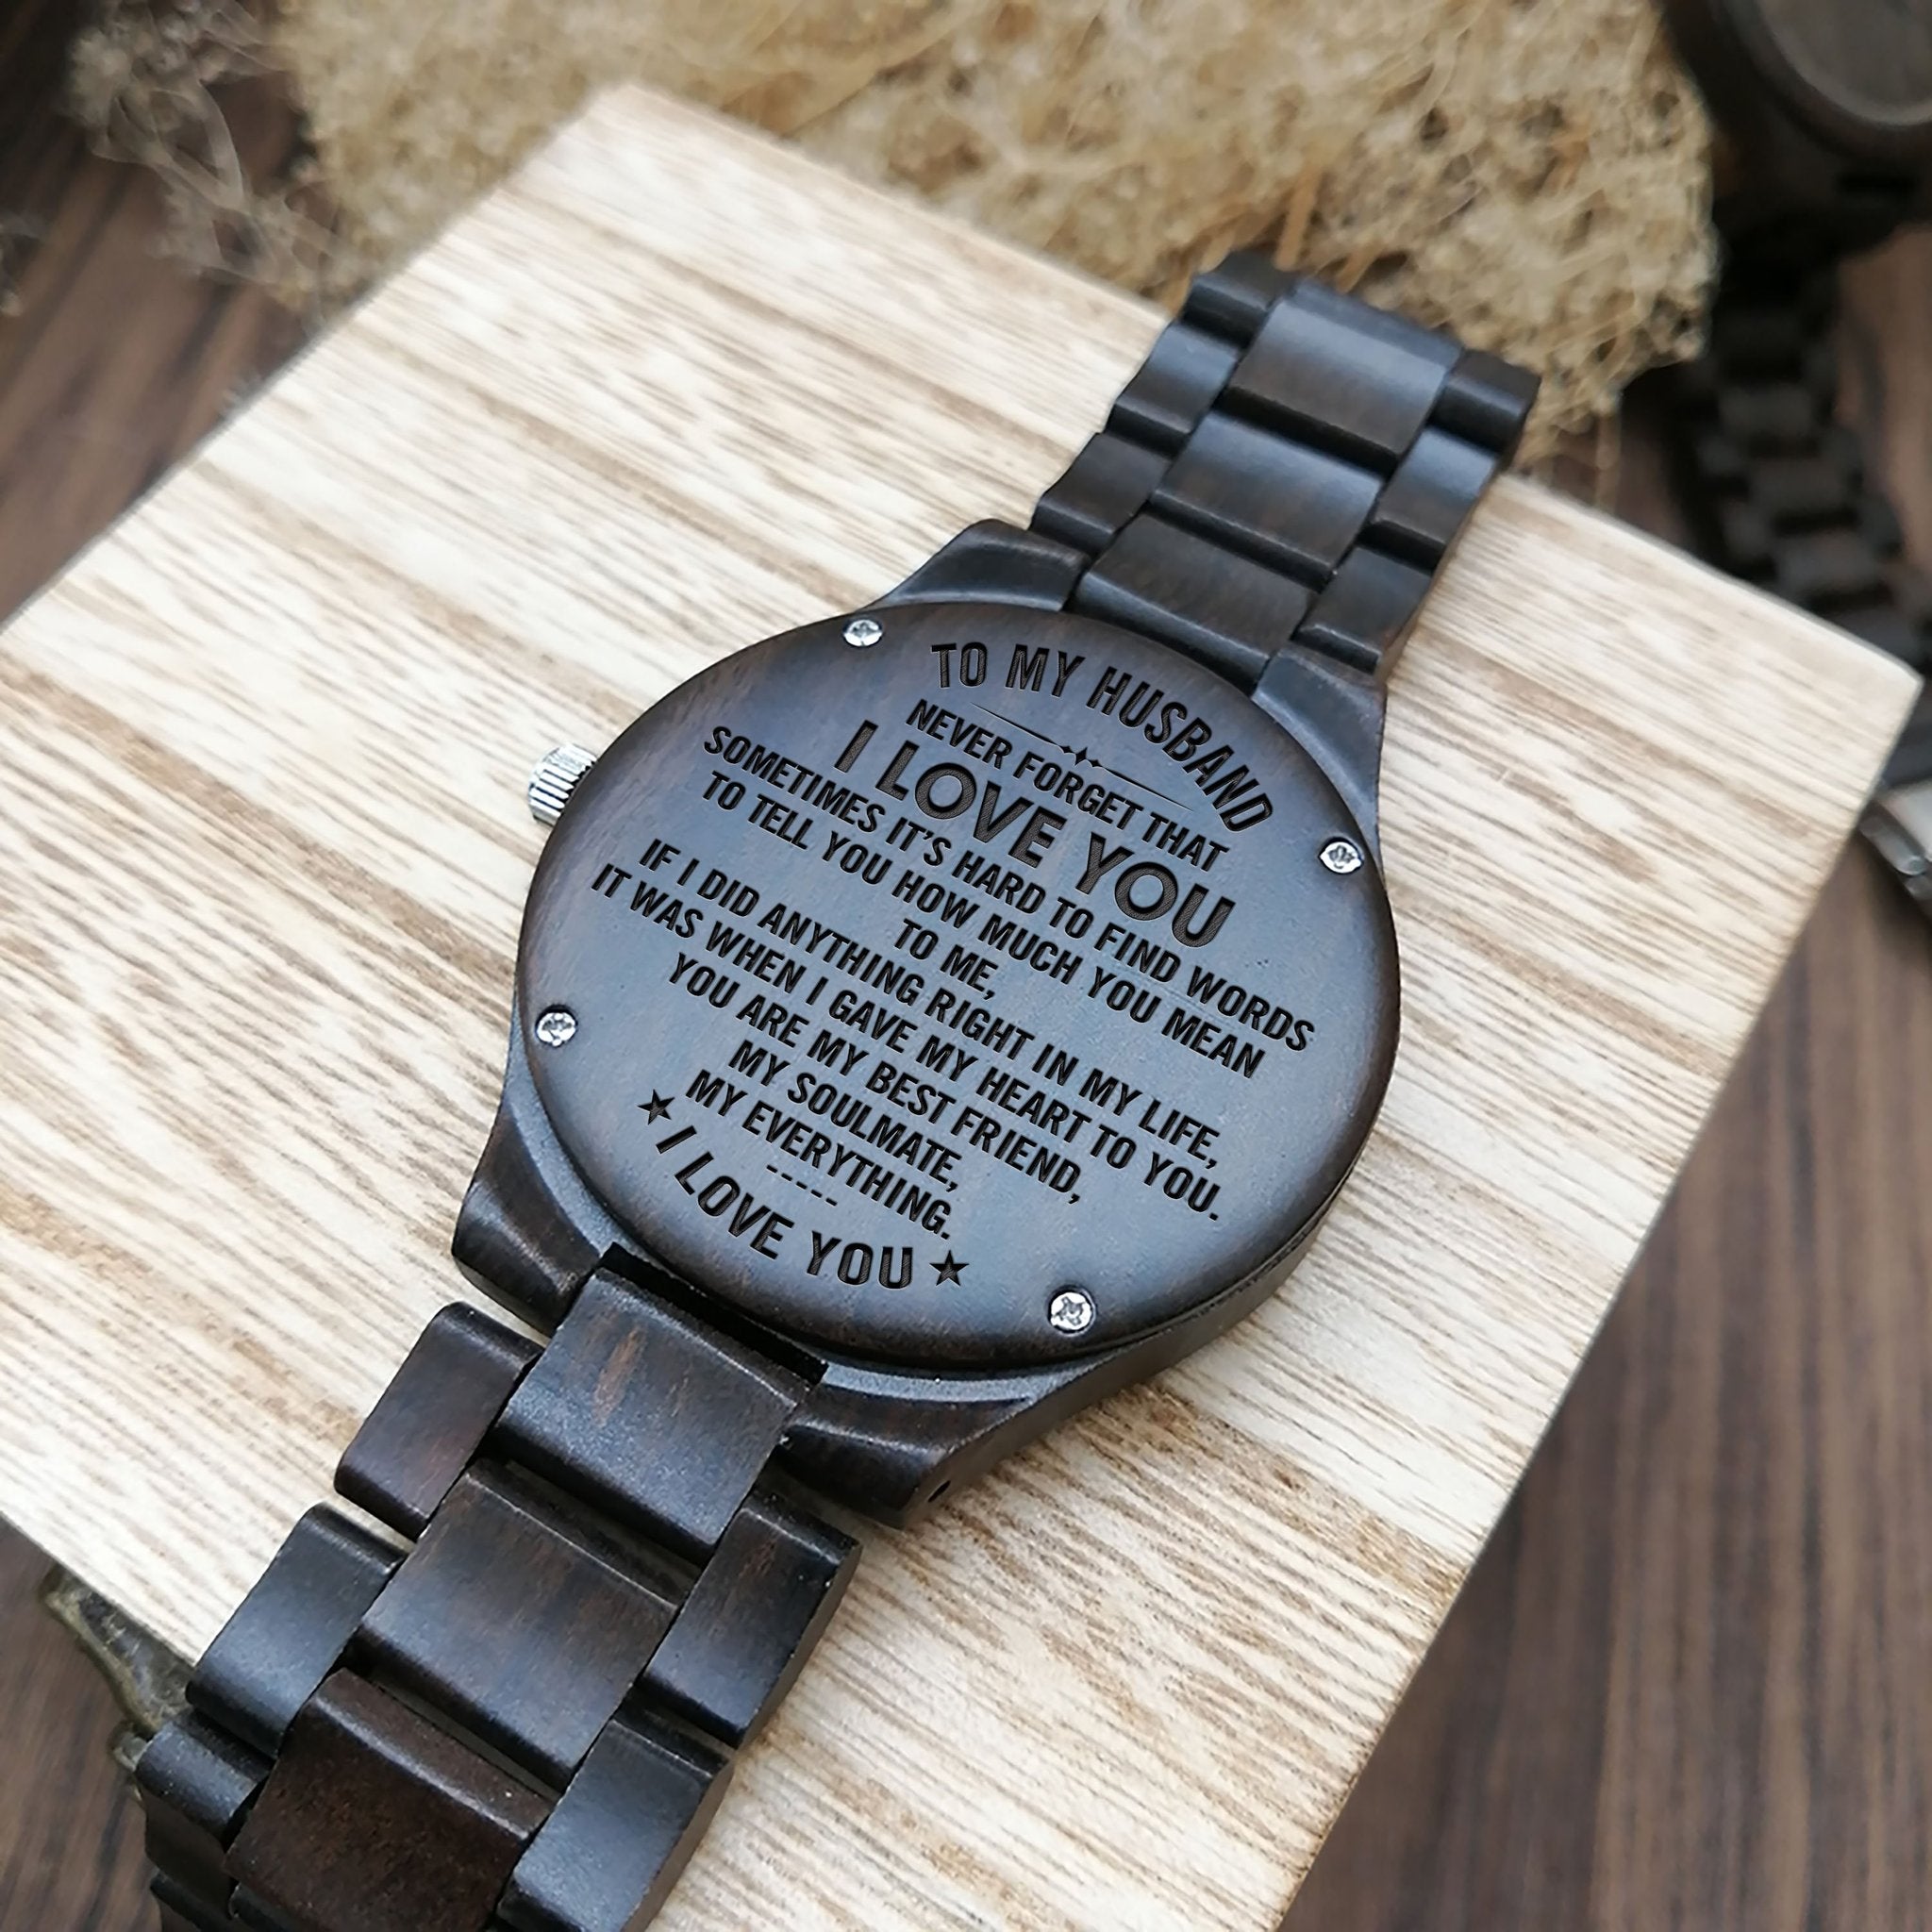 TO MY HUSBAND
NEVER FORGET THAT
I LOVE YOU
SOMETIMES IT'S HARD TO FIND WORDS
TO TELL YOU HOW MUCH YOU MEAN
TO ME,
IF I DID ANYTHING RIGHT IN MY LIFE,
IT WAS WHEN I GAVE MY HEART TO YOU.
YOU ARE MY BEST FRIEND,
MY SOULMATE,
MY EVERYTHING.
----
★ I LOVE YOU ★